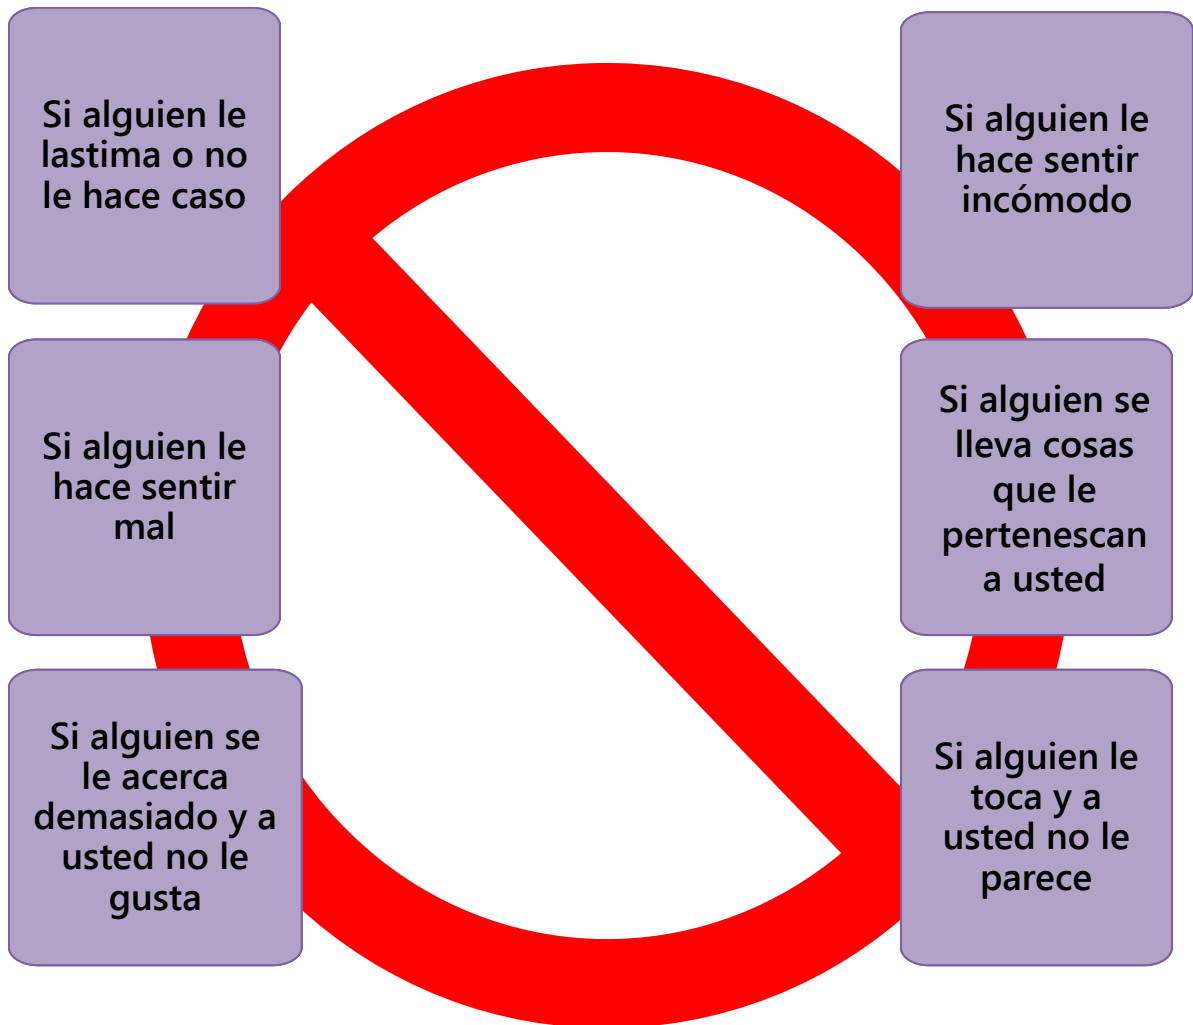 Si alguien le
lastima o no
le hace caso
Si alguien le
hace sentir
incómodo
Si alguien le
hace sentir
mal
Si alguien se
lleva cosas
que le
pertenescan
a usted
Si alguien se
le acerca
demasiado y a
usted no le
gusta
Si alguien le
toca y a
usted no le
parece